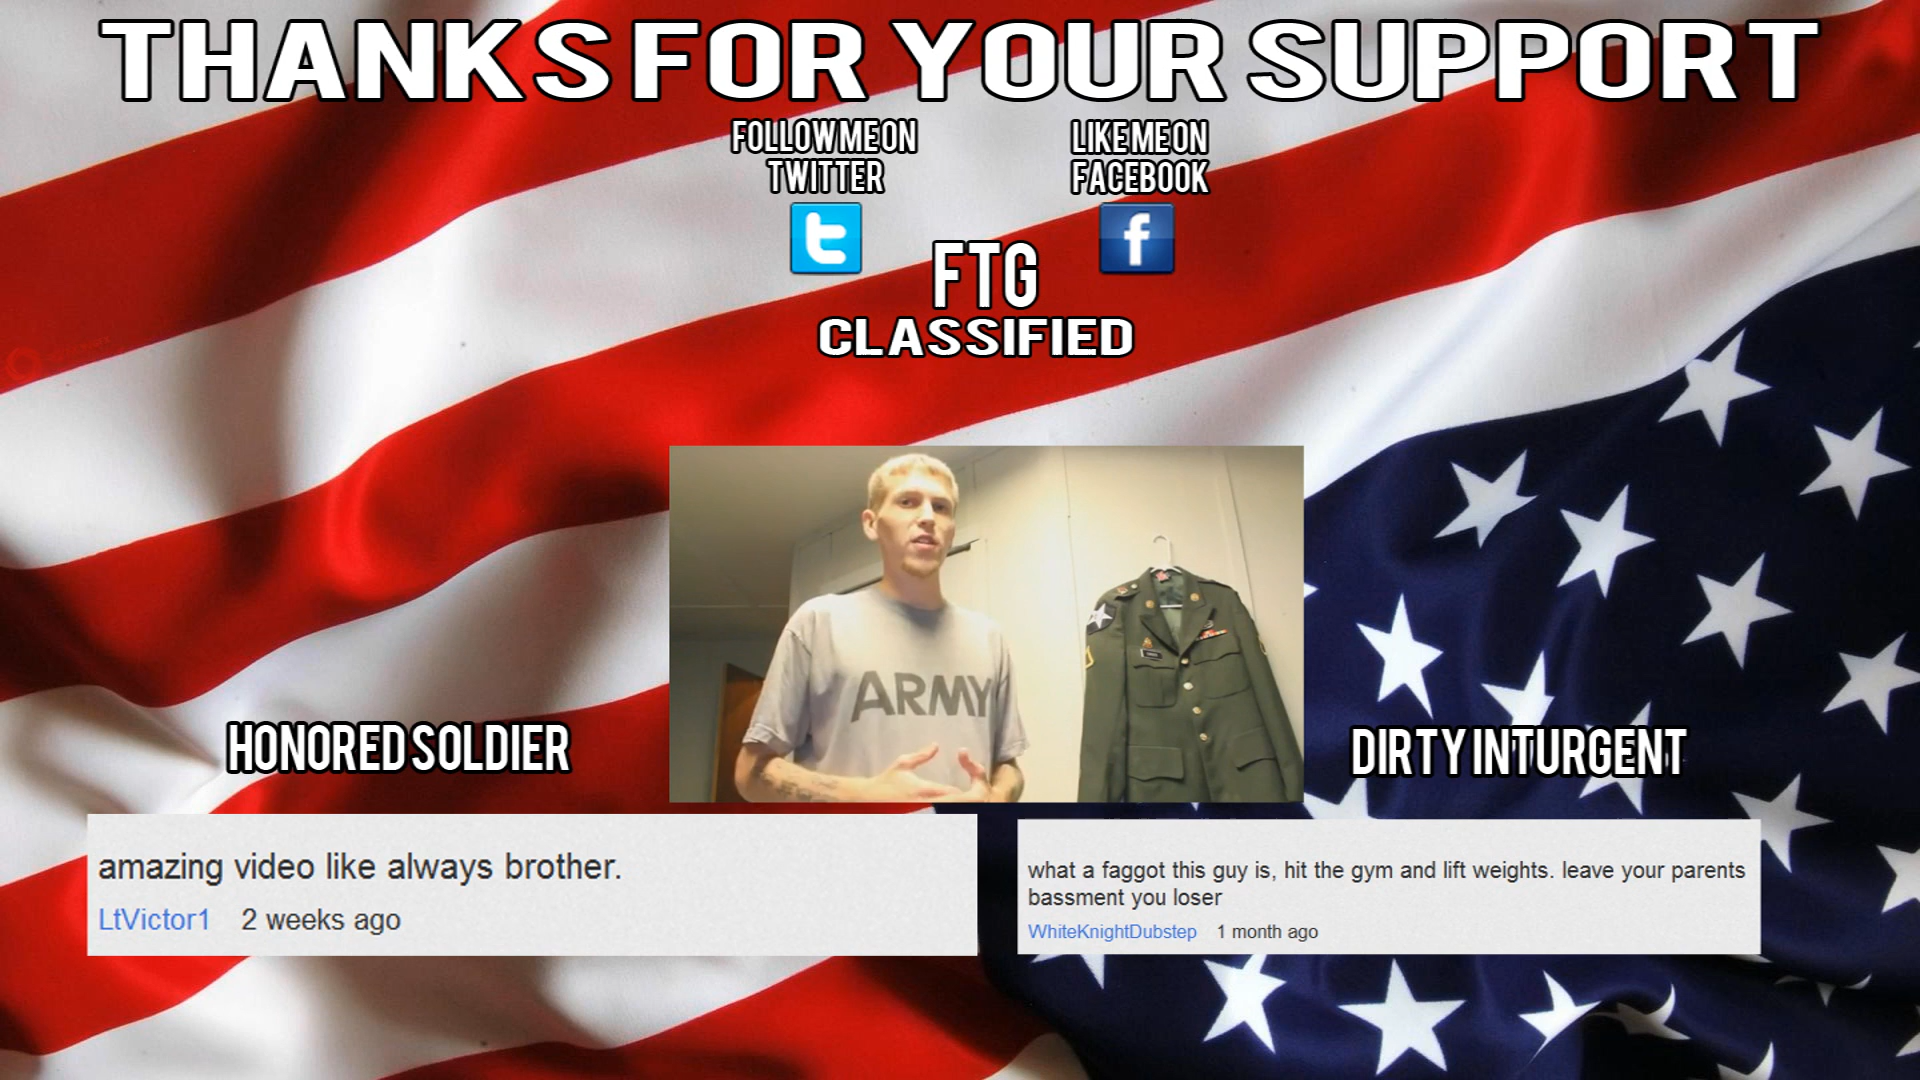 THANKS FOR YOUR SUPPORT
FOLLOW ME ON
TWITTER
LIKE ME ON
FACEBOOK
t
f
FTG
CLASSIFIED
ARMY
HONORED SOLDIER
DIRTY INTURGENT
amazing video like always brother.
LtVictor1 2 weeks ago
what a faggot this guy is, hit the gym and lift weights. leave your parents
bassment you loser
WhiteKnightDubstep 1 month ago